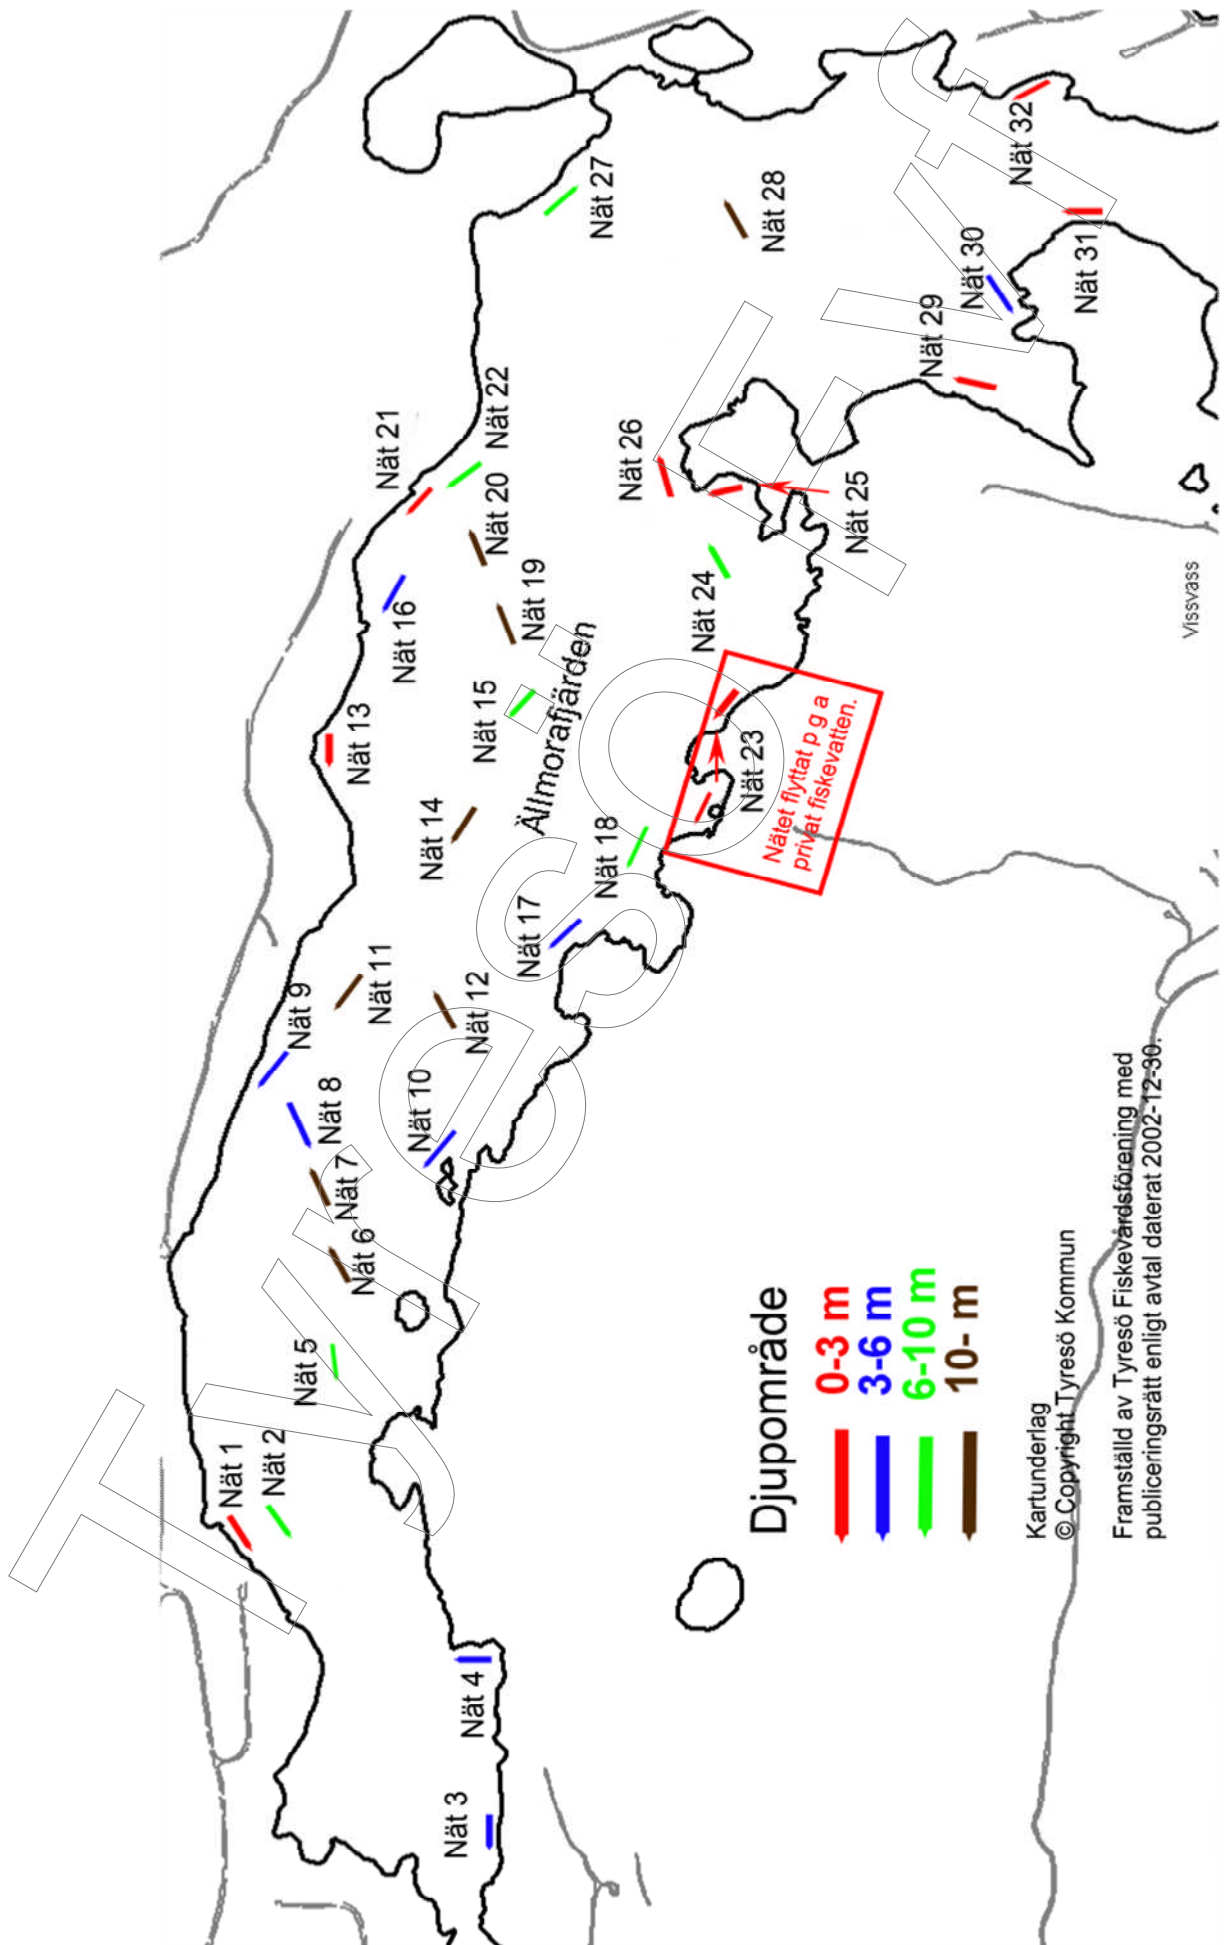 Nät 1
Nät 2
Nät 3
Nät 4
Nät 5
Nät 6
Nät 7
Nät 8
Nät 9
Nät 10
Nät 11
Nät 12
Nät 13
Nät 14
Nät 15
Nät 16
Nät 17
Nät 18
Nät 19
Nät 20
Nät 21
Nät 22
Nät 23
Nät 24
Nät 25
Nät 26
Nät 27
Nät 28
Nät 29
Nät 30
Nät 31
Nät 32
Ällmorafjärden
Nätet flyttat p g a
privat fiskevatten.
Vissvass
Djupområde
0-3 m
3-6 m
6-10 m
10- m
Kartunderlag
© Copyright Tyresö Kommun
Framställd av Tyresö Fiskevårdsförening med
publiceringsrätt enligt avtal daterat 2002-12-30.
Tyresö FVF